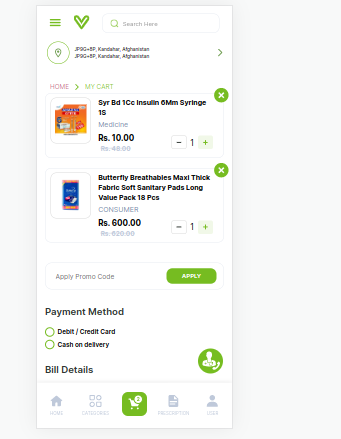 Search Here
JP9G+8P, Kandahar, Afghanistan
JP9G+8P, Kandahar, Afghanistan
HOME > MY CART
Syr Bd 1Cc Insulin 6Mm Syringe
1S
Medicine
Rs. 10.00
Rs. 48.00
1
Butterfly Breathables Maxi Thick
Fabric Soft Sanitary Pads Long
Value Pack 18 Pcs
CONSUMER
Rs. 600.00
Rs. 620.00
1
Apply Promo Code
APPLY
Payment Method
Debit / Credit Card
Cash on delivery
Bill Details
HOME
CATEGORIES
2
PRESCRIPTION
USER